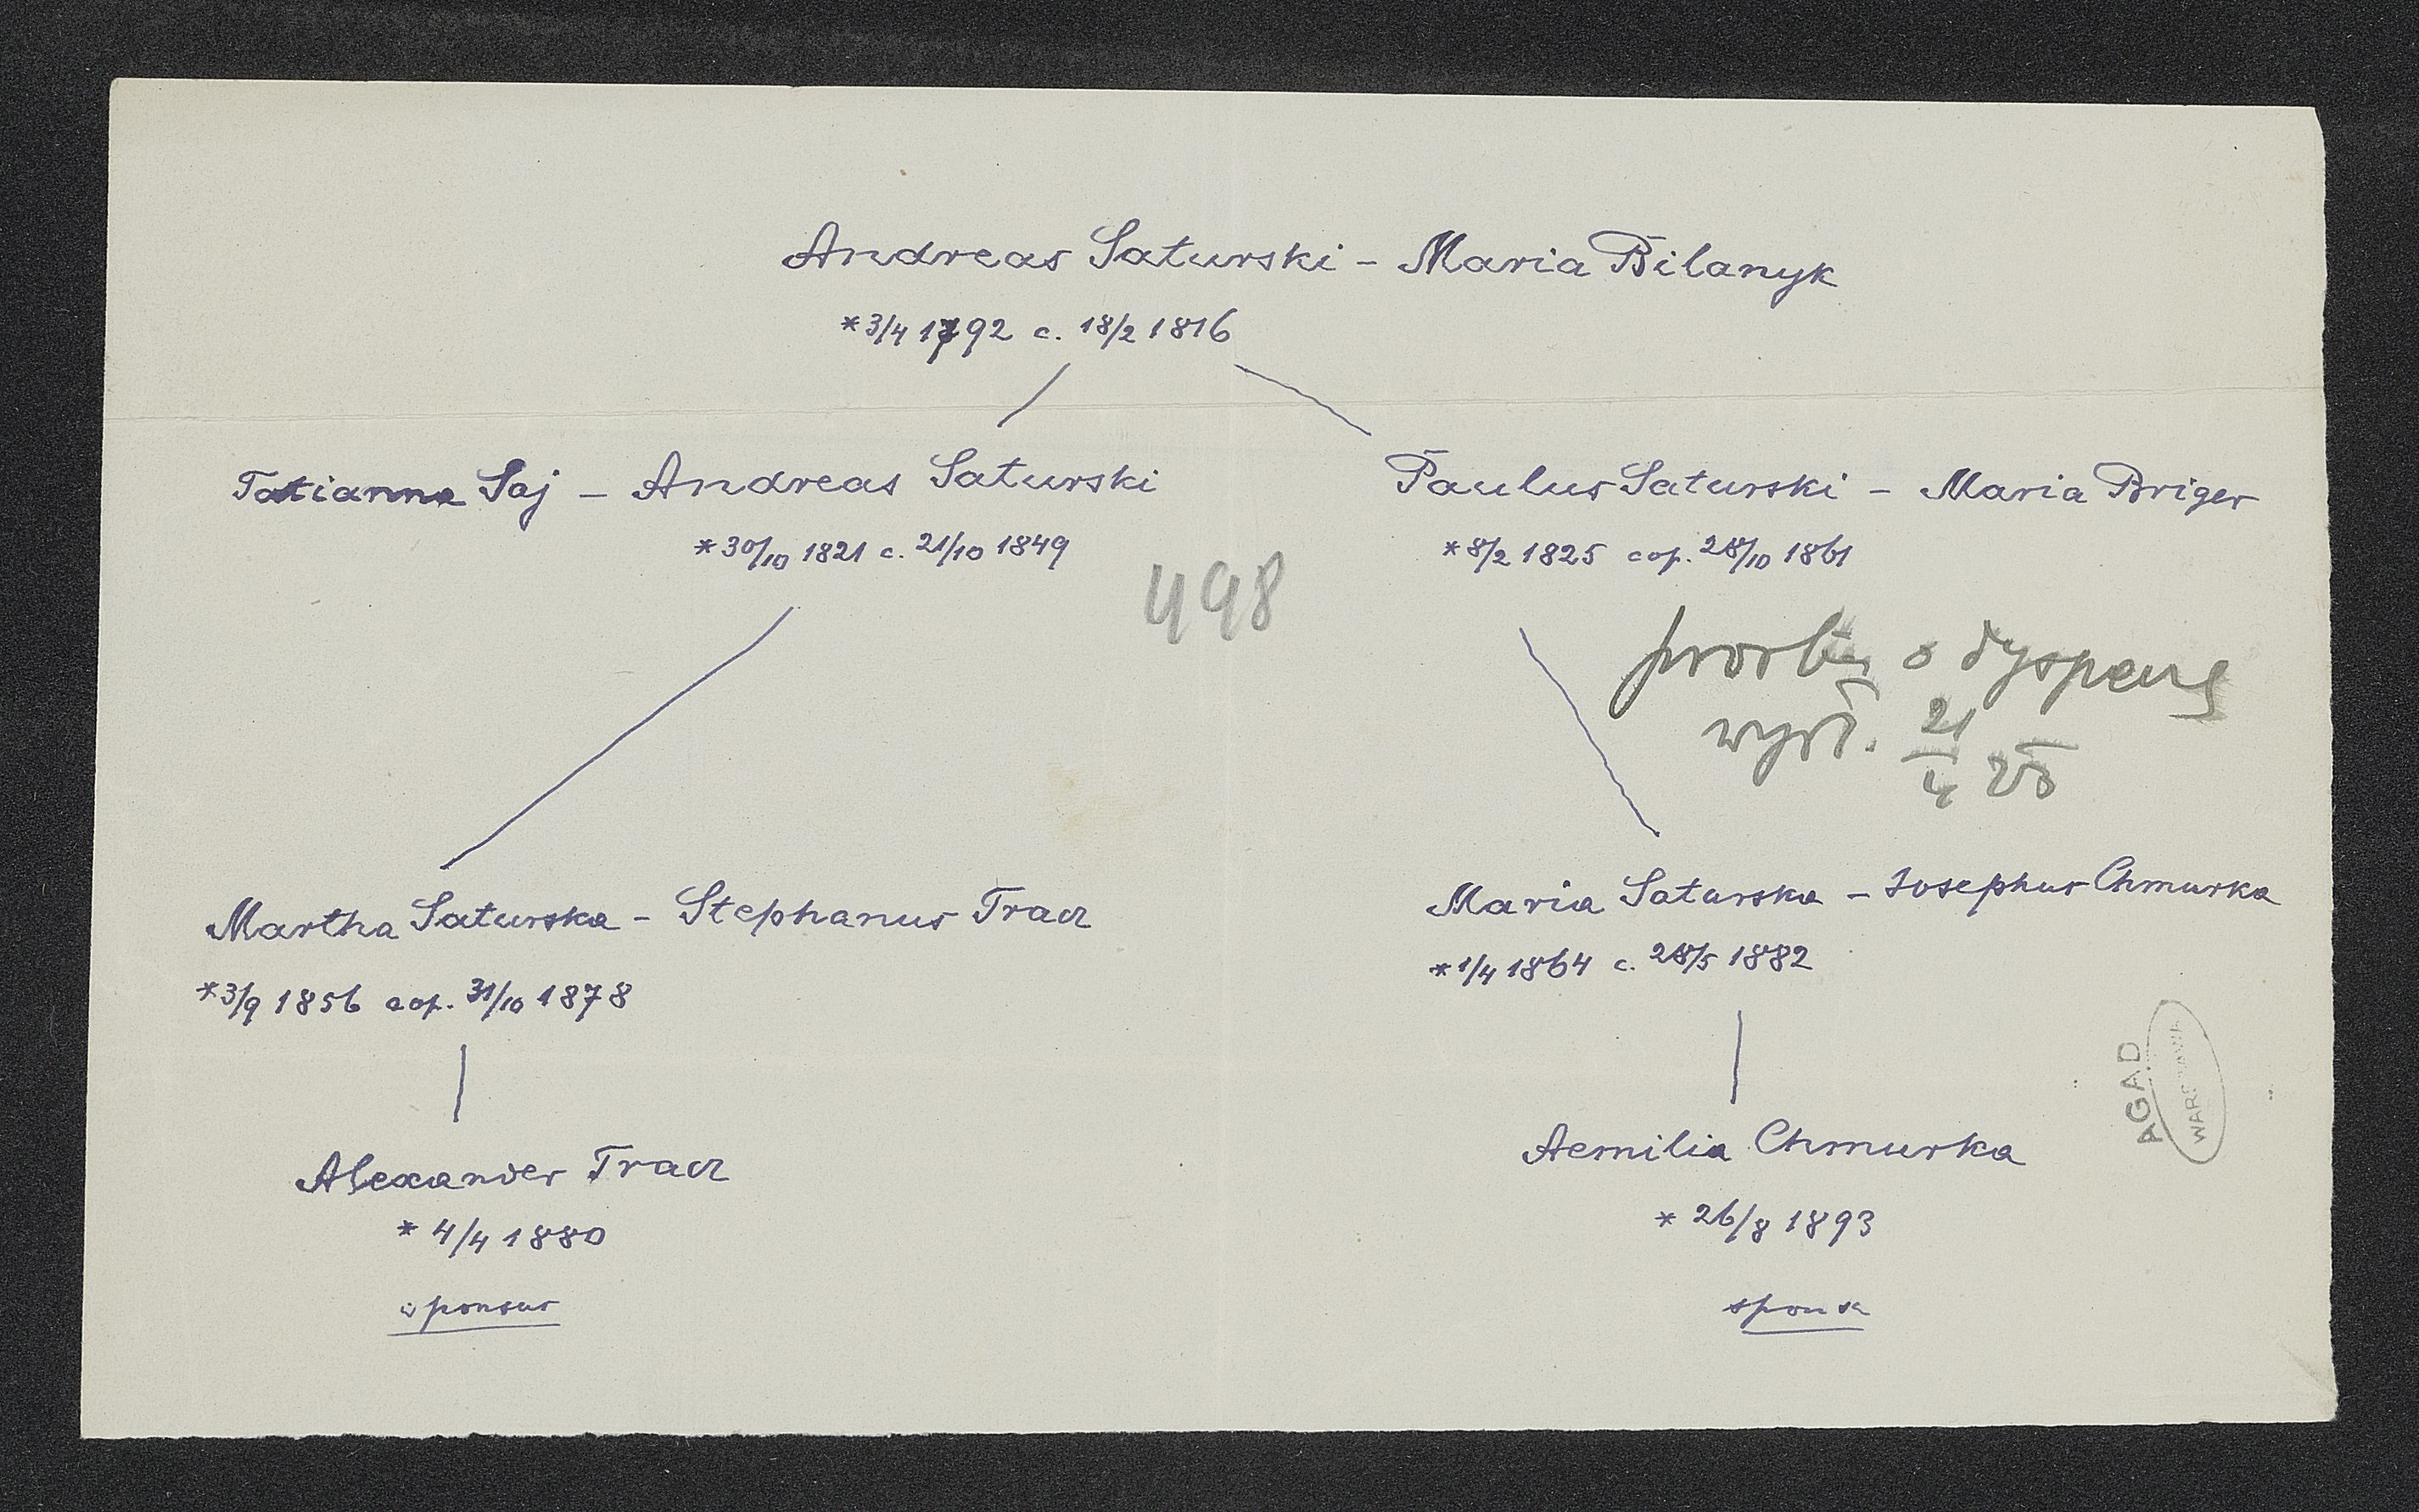 Andreas Saturski – Maria Bilanyk
*3/4 1792 c. 18/2 1816
Tatianna Saj – Andreas Saturski
*30/10 1821 c. 21/10 1849
Paulus Saturski – Maria Briger
*8/2 1825 cop. 28/10 1861
498
prośbę o dyspensę
wysł. 21/4 25
Martha Saturska – Stephanus Tracz
*3/9 1856 cop. 31/10 1878
Maria Saturska – Iosephus Chmurka
*1/4 1864 c. 28/5 1882
Alexander Tracz
* 4/4 1880
sponsus
Aemilia Chmurka
* 26/8 1893
sponsa
AGAD
WARSZAWA